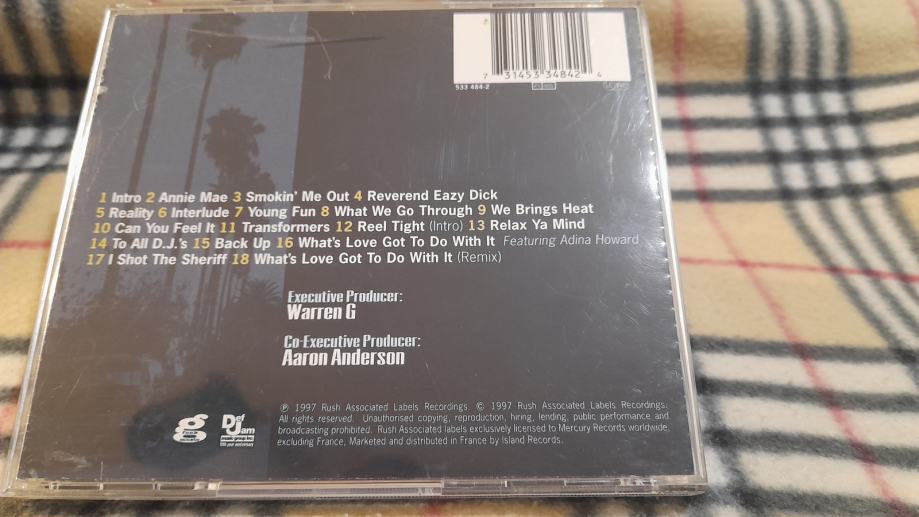 7 31453 34842 4
533 484-2
1 Intro 2 Annie Mae 3 Smokin' Me Out 4 Reverend Eazy Dick
5 Reality 6 Interlude 7 Young Fun 8 What We Go Through 9 We Brings Heat
10 Can You Feel It 11 Transformers 12 Reel Tight (Intro) 13 Relax Ya Mind
14 To All D.J.'s 15 Back Up 16 What's Love Got To Do With It Featuring Adina Howard
17 I Shot The Sheriff 18 What's Love Got To Do With It (Remix)
Executive Producer:
Warren G
Co-Executive Producer:
Aaron Anderson
℗ 1997 Rush Associated Labels Recordings. © 1997 Rush Associated Labels Recordings.
All rights reserved. Unauthorised copying, reproduction, hiring, lending, public performance and
broadcasting prohibited. Rush Associated labels exclusively licensed to Mercury Records worldwide,
excluding France, Marketed and distributed in France by Island Records.
g funk music
Def Jam
music group inc.